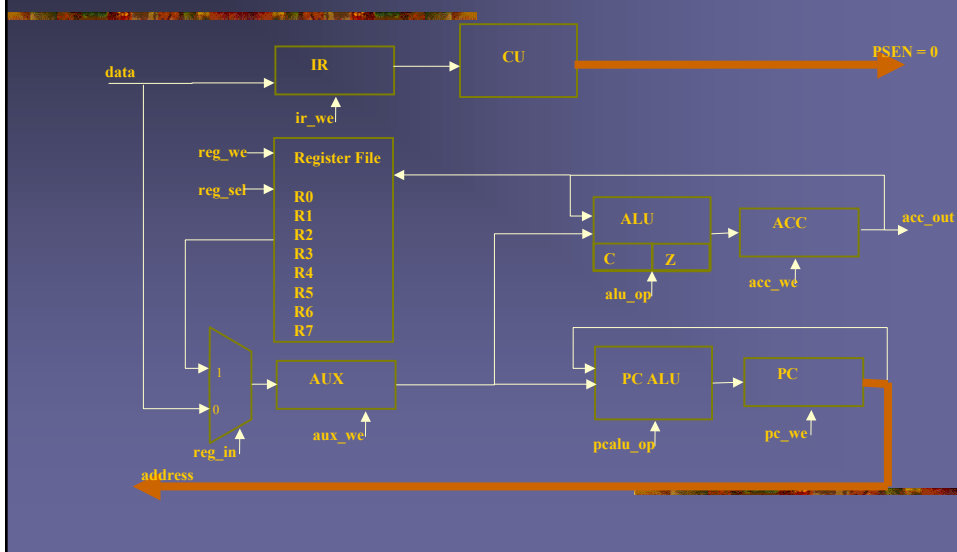 PSEN = 0
IR
CU
data
ir_we
reg_we
Register File
reg_sel
R0
R1
R2
R3
R4
R5
R6
R7
ALU
C
Z
alu_op
ACC
acc_we
acc_out
1
0
reg_in
AUX
aux_we
PC ALU
pcalu_op
PC
pc_we
address